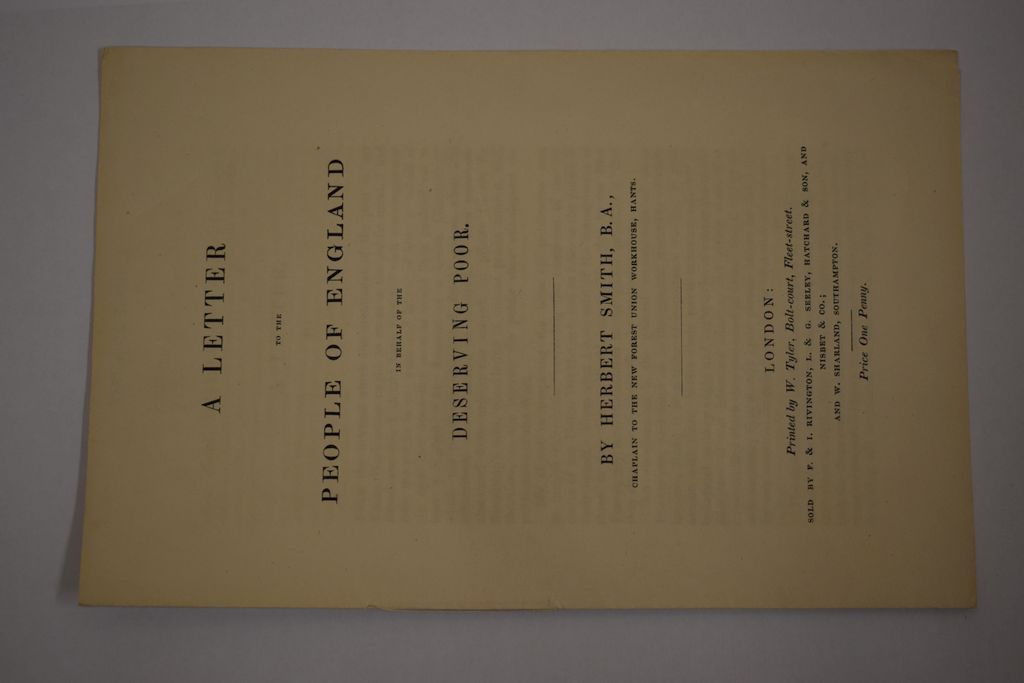 A LETTER
TO THE
PEOPLE OF ENGLAND
IN BEHALF OF THE
DESERVING POOR.
BY HERBERT SMITH, B.A.,
CHAPLAIN TO THE NEW FOREST UNION WORKHOUSE, HANTS.
LONDON:
Printed by W. Tyler, Bolt-court, Fleet-street.
SOLD BY F. & I. RIVINGTON, L. & G. SEELEY, HATCHARD & SON, AND
NISBET & CO.;
AND W. SHARLAND, SOUTHAMPTON.
Price One Penny.